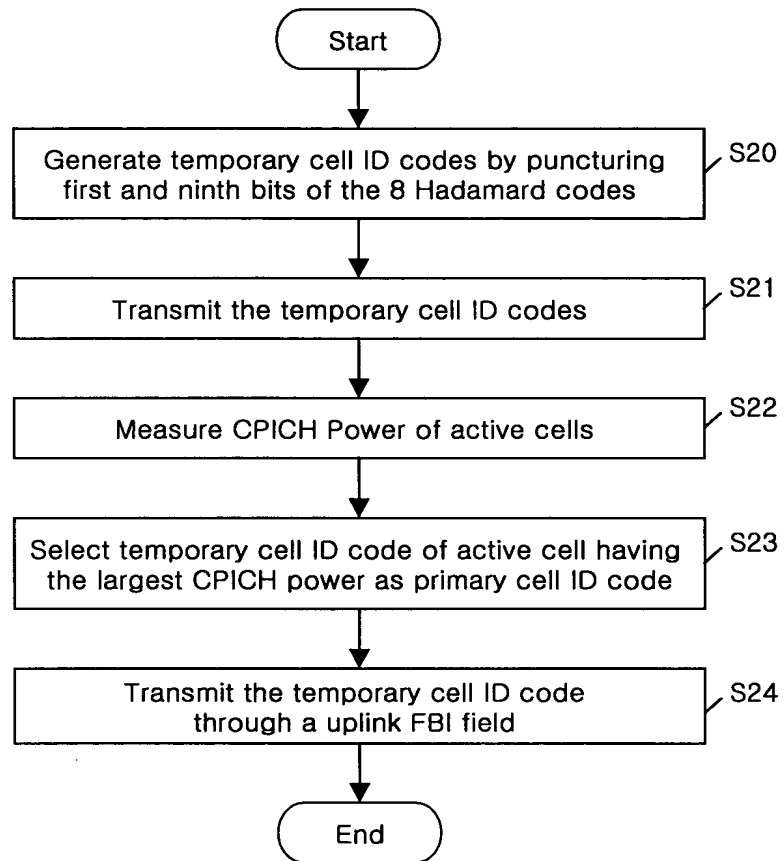 Start
Generate temporary cell ID codes by puncturing
first and ninth bits of the 8 Hadamard codes
S20
Transmit the temporary cell ID codes
S21
Measure CPICH Power of active cells
S22
Select temporary cell ID code of active cell having
the largest CPICH power as primary cell ID code
S23
Transmit the temporary cell ID code
through a uplink FBI field
S24
End